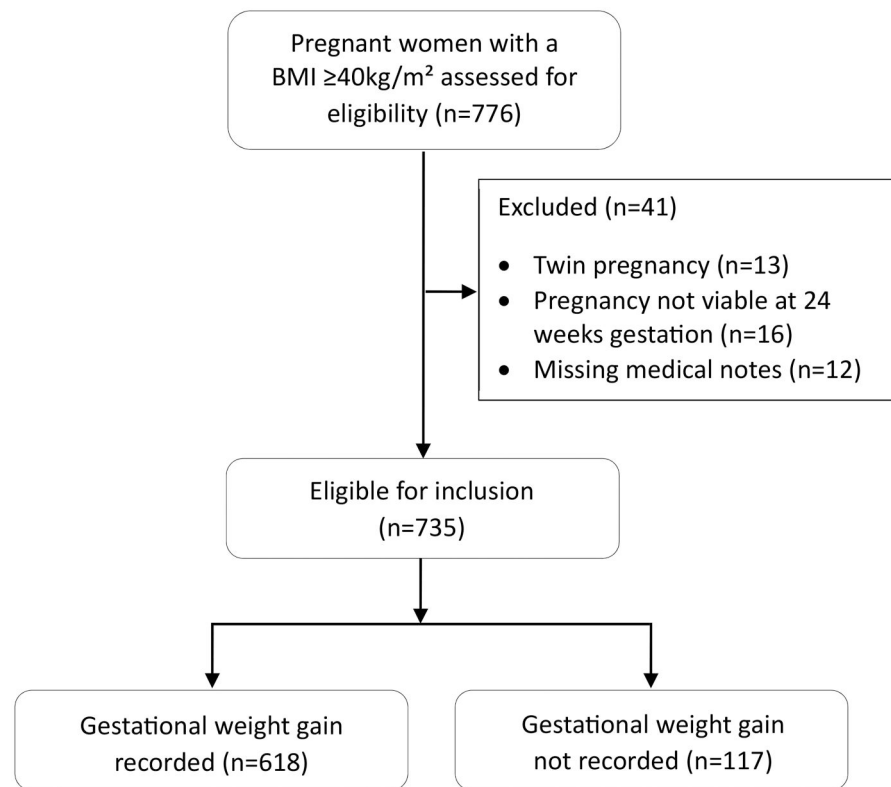 Pregnant women with a
BMI ≥40kg/m² assessed for
eligibility (n=776)
Excluded (n=41)
• Twin pregnancy (n=13)
• Pregnancy not viable at 24
weeks gestation (n=16)
• Missing medical notes (n=12)
Eligible for inclusion
(n=735)
Gestational weight gain
recorded (n=618)
Gestational weight gain
not recorded (n=117)